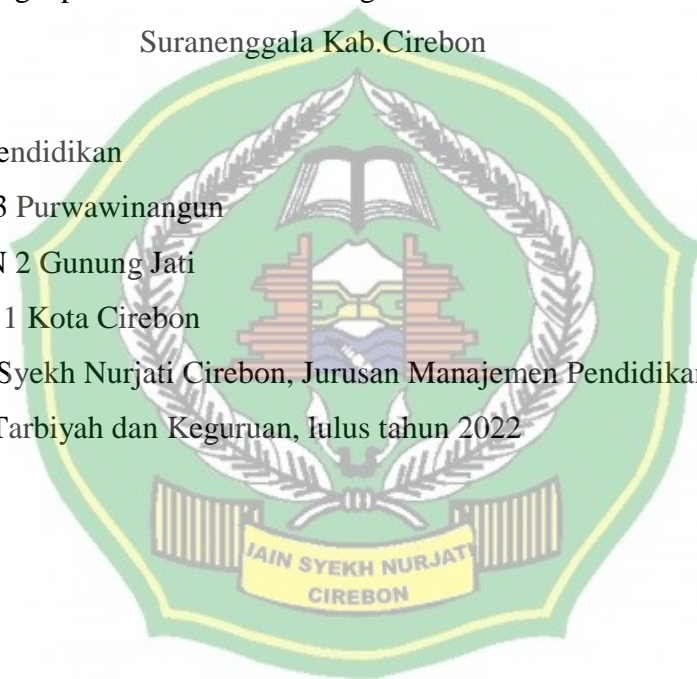 Suranenggala Kab.Cirebon
endidikan
3 Purwawinangun
N 2 Gunung Jati
1 Kota Cirebon
Syekh Nurjati Cirebon, Jurusan Manajemen Pendidikan
Tarbiyah dan Keguruan, lulus tahun 2022
IAIN SYEKH NURJATI
CIREBON